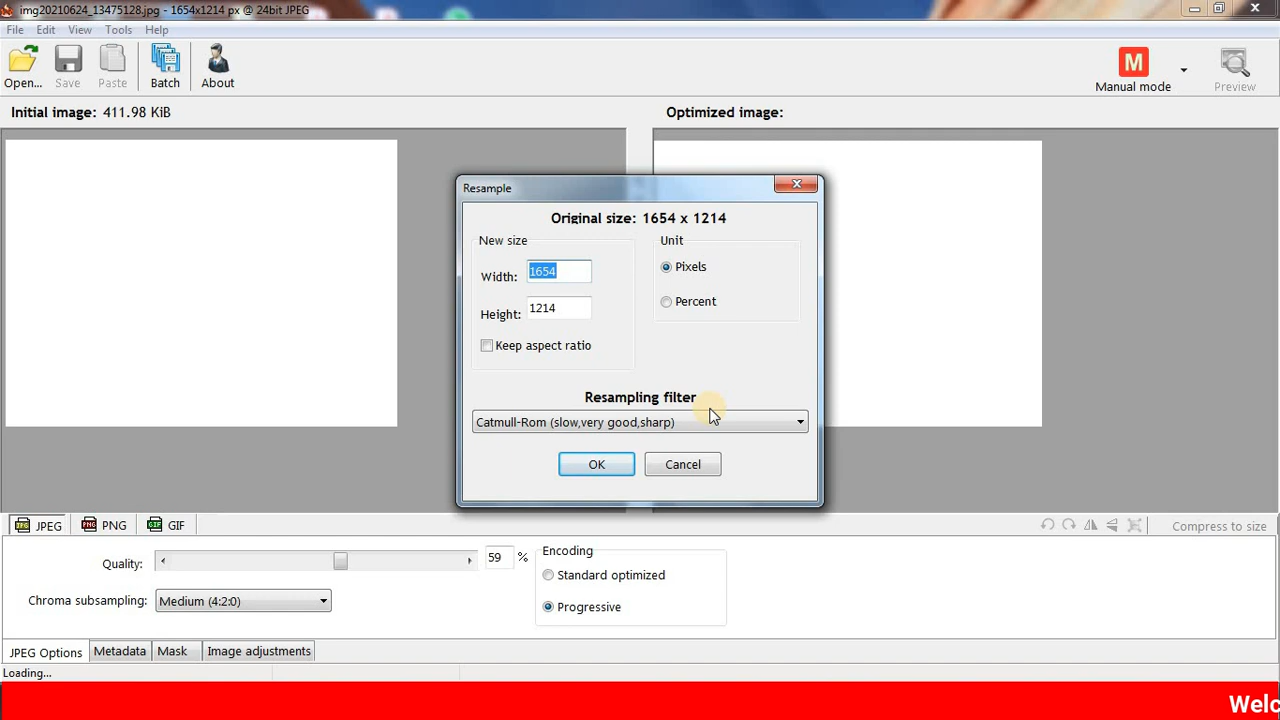 img20210624_13475128.jpg - 1654x1214 px @ 24bit JPEG
File Edit View Tools Help
Open... Save Paste Batch About
M
Manual mode Preview
Initial image: 411.98 KiB
Optimized image:
Resample
Original size: 1654 x 1214
New size
Unit
Width: 1654
Pixels
Height: 1214
Percent
Keep aspect ratio
Resampling filter
Catmull-Rom (slow,very good,sharp)
OK Cancel
JPEG PNG GIF
Compress to size
Quality: 59 %
Encoding
Standard optimized
Chroma subsampling: Medium (4:2:0)
Progressive
JPEG Options Metadata Mask Image adjustments
Loading...
Welc